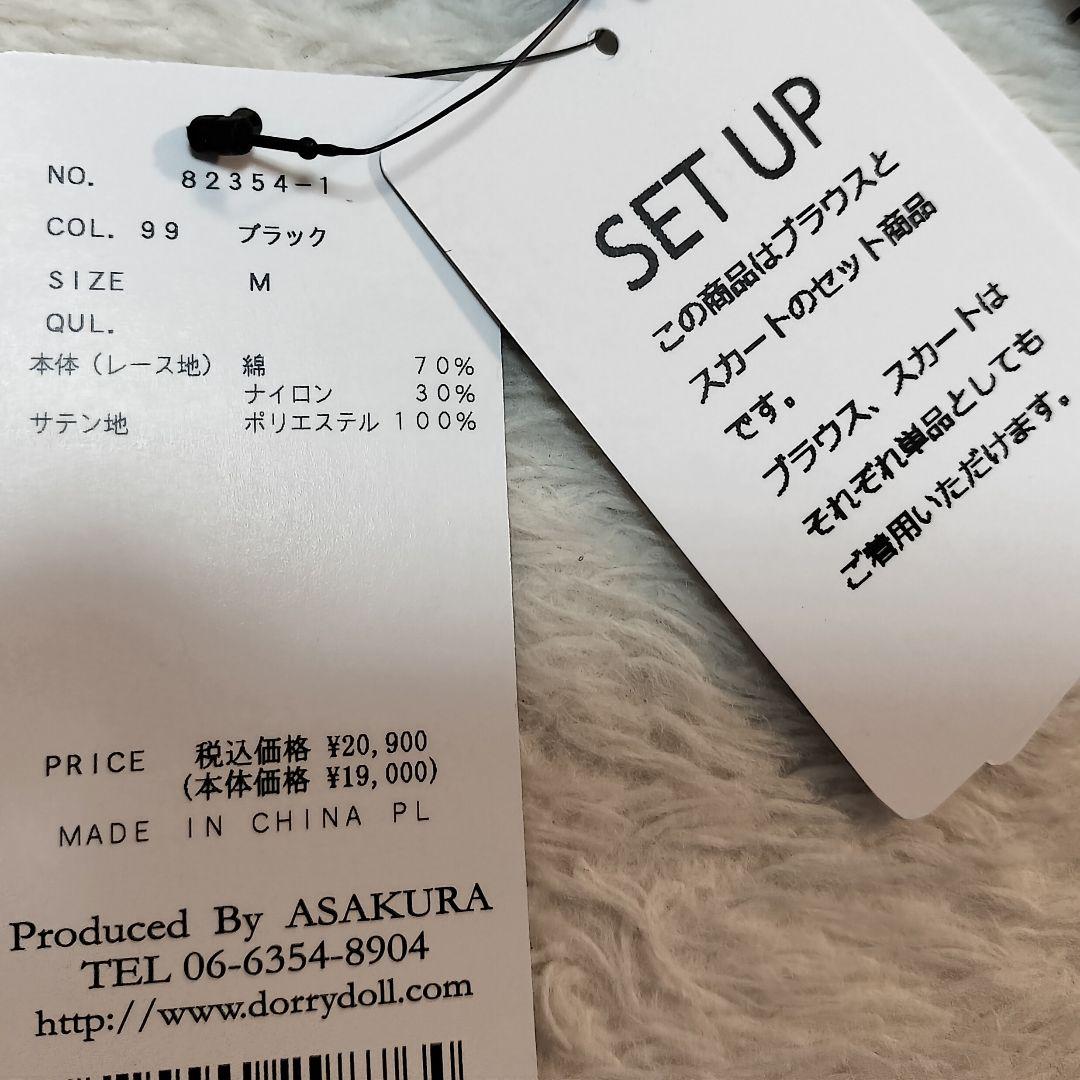 NO. 82354-1
COL. 99 ブラック
SIZE M
QUL.
本体（レース地） 綿 70%
ナイロン 30%
サテン地 ポリエステル 100%
PRICE 税込価格 ¥20,900
(本体価格 ¥19,000)
MADE IN CHINA PL
Produced By ASAKURA
TEL 06-6354-8904
http://www.dorrydoll.com
SET UP
この商品はブラウスと
スカートのセット商品
です。
ブラウス、スカートは
それぞれ単品としても
ご着用いただけます。